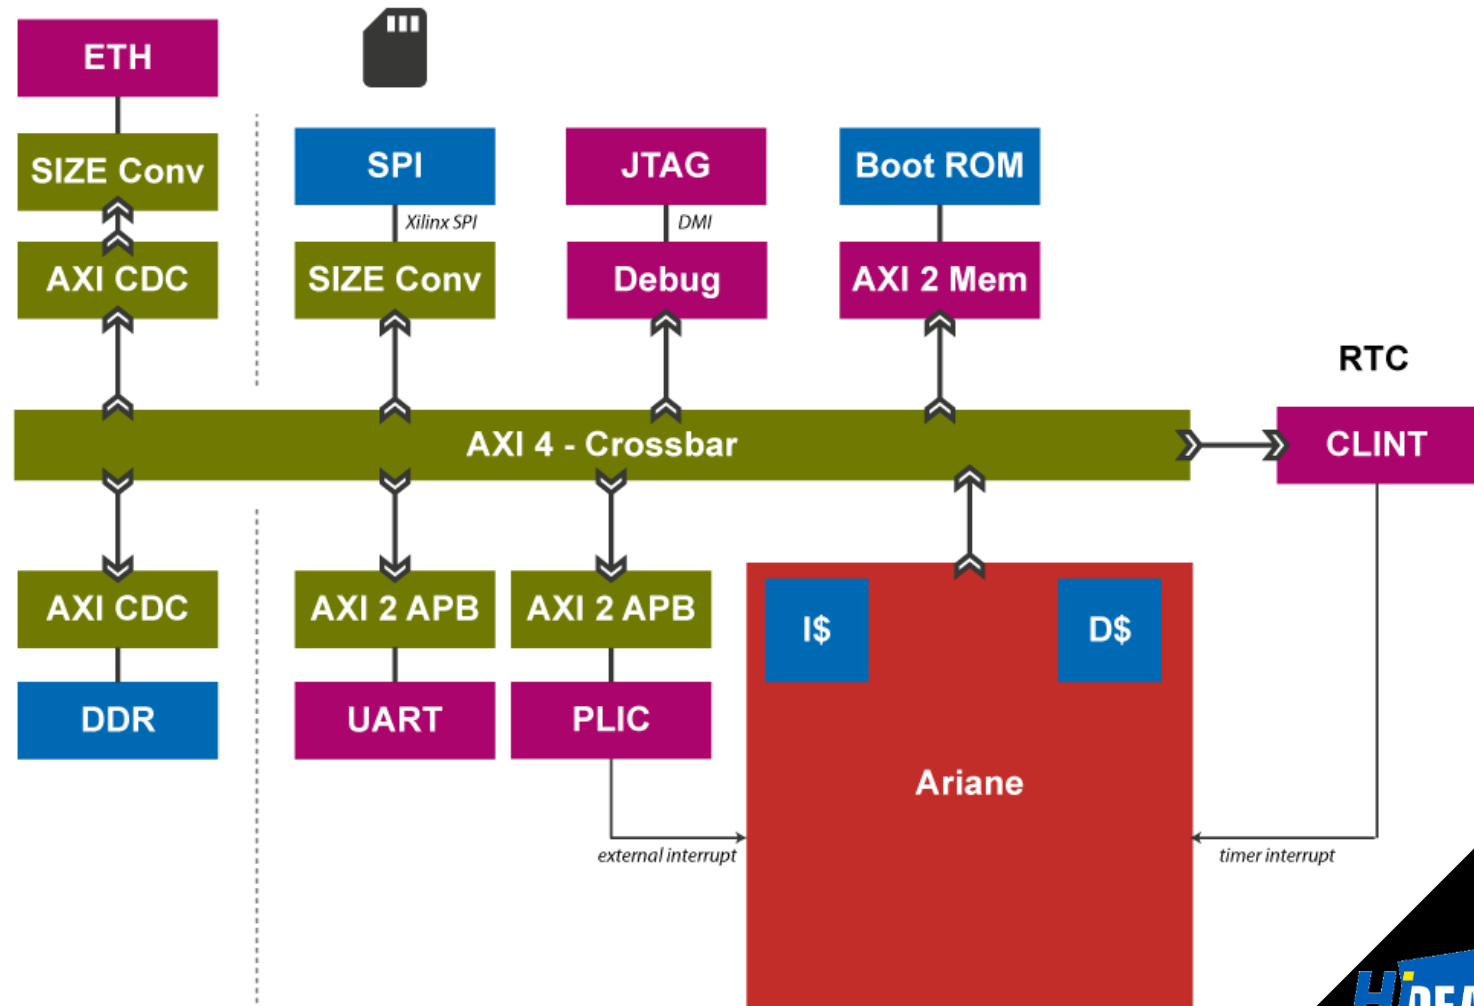 ETH
SIZE Conv
SPI
JTAG
Boot ROM
Xilinx SPI
DMI
AXI CDC
SIZE Conv
Debug
AXI 2 Mem
RTC
AXI 4 - Crossbar
CLINT
AXI CDC
AXI 2 APB
AXI 2 APB
I$
D$
DDR
UART
PLIC
Ariane
external interrupt
timer interrupt